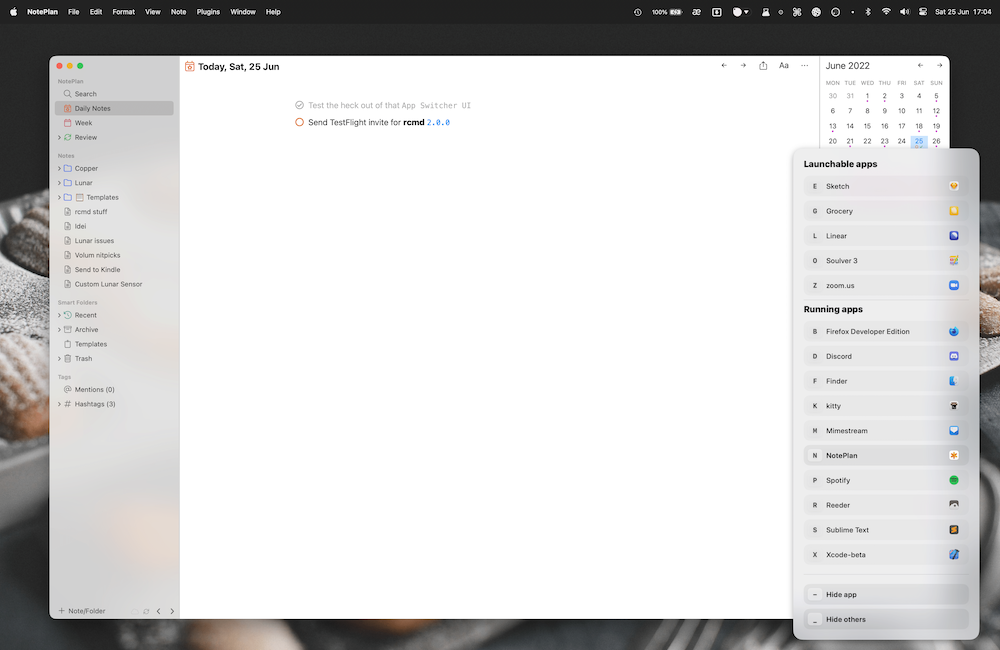 NotePlan File Edit Format View Note Plugins Window Help 100% Sat 25 Jun 17:04
NotePlan
Search
Daily Notes
Week
Review
Notes
Copper
Lunar
Templates
rcmd stuff
Idei
Lunar issues
Volum nitpicks
Send to Kindle
Custom Lunar Sensor
Smart Folders
Recent
Archive
Templates
Trash
Tags
Mentions (0)
Hashtags (3)
+ Note/Folder
Today, Sat, 25 Jun
Aa
Test the heck out of that App Switcher UI
Send TestFlight invite for rcmd 2.0.0
June 2022
MON TUE WED THU FRI SAT SUN
30 31 1 2 3 4 5
6 7 8 9 10 11 12
13 14 15 16 17 18 19
20 21 22 23 24 25 26
Launchable apps
E Sketch
G Grocery
L Linear
O Soulver 3
Z zoom.us
Running apps
B Firefox Developer Edition
D Discord
F Finder
K kitty
M Mimestream
N NotePlan
P Spotify
R Reeder
S Sublime Text
X Xcode-beta
– Hide app
_ Hide others